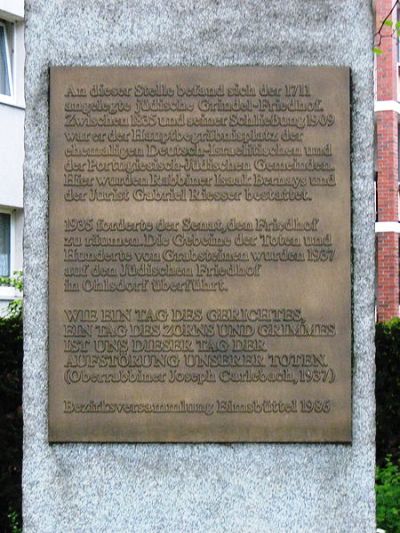 An dieser Stelle befand sich der 1711
angelegte jüdische Grindel-Friedhof.
Zwischen 1835 und seiner Schließung 1909
war er der Hauptbegräbnisplatz der
ehemaligen Deutsch-Israelitischen und
der Portugiesisch-Jüdischen Gemeinden.
Hier wurden Rabbiner Isaak Bernays und
der Jurist Gabriel Riesser bestattet.
1935 forderte der Senat, den Friedhof
zu räumen. Die Gebeine der Toten und
Hunderte von Grabsteinen wurden 1937
auf den Jüdischen Friedhof
in Ohlsdorf überführt.
WIE EIN TAG DES GERICHTES,
EIN TAG DES ZORNS UND GRIMMES
IST UNS DIESER TAG DER
AUFSTÖRUNG UNSERER TOTEN.
(Oberrabbiner Joseph Carlebach, 1937)
Bezirksversammlung Eimsbüttel 1986